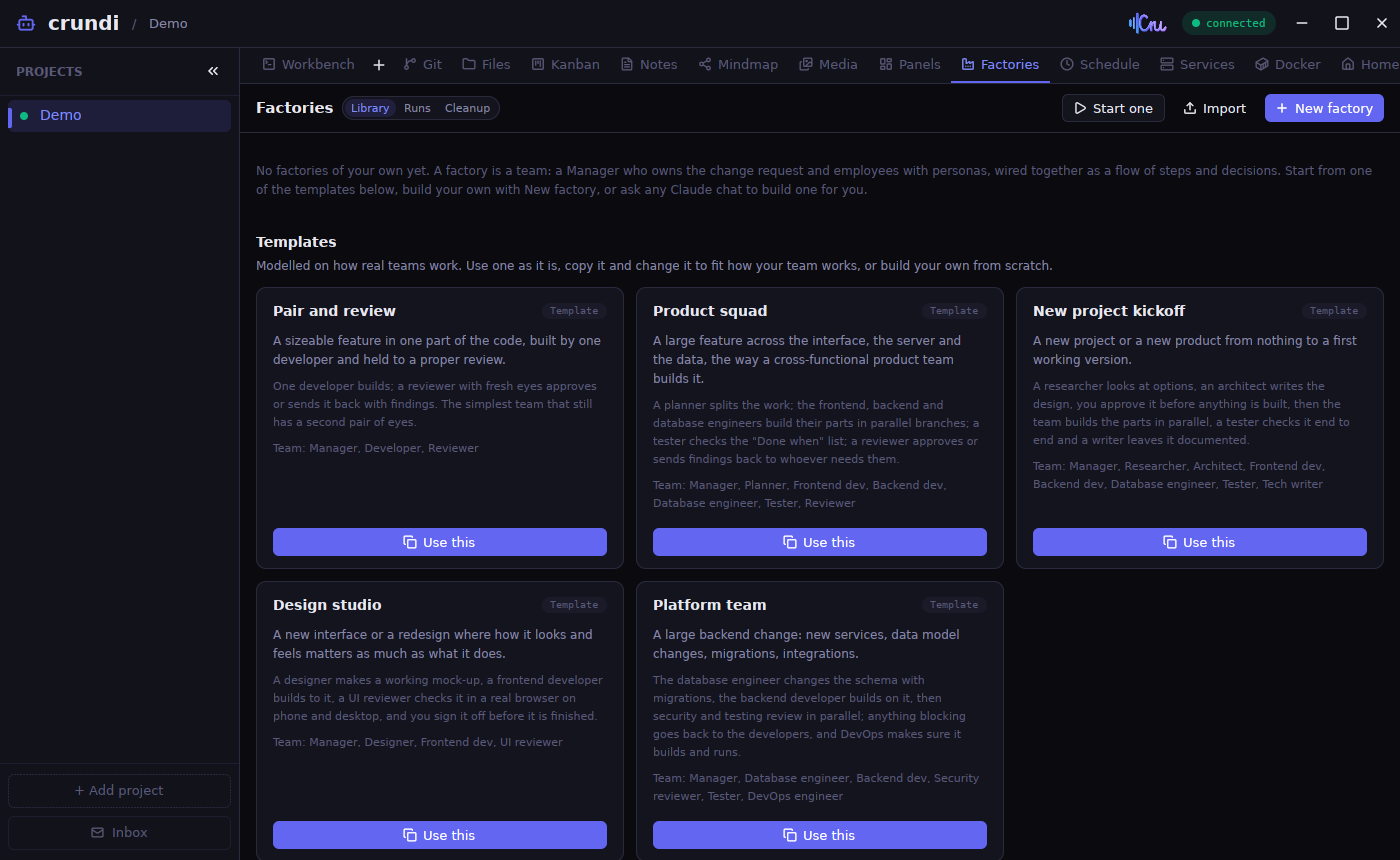 crundi / Demo
Cru
connected
PROJECTS
Demo
+ Add project
Inbox
Workbench
Git
Files
Kanban
Notes
Mindmap
Media
Panels
Factories
Schedule
Services
Docker
Home
Factories
Library
Runs
Cleanup
Start one
Import
+ New factory
No factories of your own yet. A factory is a team: a Manager who owns the change request and employees with personas, wired together as a flow of steps and decisions. Start from one
of the templates below, build your own with New factory, or ask any Claude chat to build one for you.
Templates
Modelled on how real teams work. Use one as it is, copy it and change it to fit how your team works, or build your own from scratch.
Pair and review
Template
A sizeable feature in one part of the code, built by one
developer and held to a proper review.
One developer builds; a reviewer with fresh eyes approves
or sends it back with findings. The simplest team that still
has a second pair of eyes.
Team: Manager, Developer, Reviewer
Use this
Product squad
Template
A large feature across the interface, the server and
the data, the way a cross-functional product team
builds it.
A planner splits the work; the frontend, backend and
database engineers build their parts in parallel branches; a
tester checks the "Done when" list; a reviewer approves or
sends findings back to whoever needs them.
Team: Manager, Planner, Frontend dev, Backend dev,
Database engineer, Tester, Reviewer
Use this
New project kickoff
Template
A new project or a new product from nothing to a first
working version.
A researcher looks at options, an architect writes the
design, you approve it before anything is built, then the
team builds the parts in parallel, a tester checks it end to
end and a writer leaves it documented.
Team: Manager, Researcher, Architect, Frontend dev,
Backend dev, Database engineer, Tester, Tech writer
Use this
Design studio
Template
A new interface or a redesign where how it looks and
feels matters as much as what it does.
A designer makes a working mock-up, a frontend developer
builds to it, a UI reviewer checks it in a real browser on
phone and desktop, and you sign it off before it is finished.
Team: Manager, Designer, Frontend dev, UI reviewer
Use this
Platform team
Template
A large backend change: new services, data model
changes, migrations, integrations.
The database engineer changes the schema with
migrations, the backend developer builds on it, then
security and testing review in parallel; anything blocking
goes back to the developers, and DevOps makes sure it
builds and runs.
Team: Manager, Database engineer, Backend dev, Security
reviewer, Tester, DevOps engineer
Use this